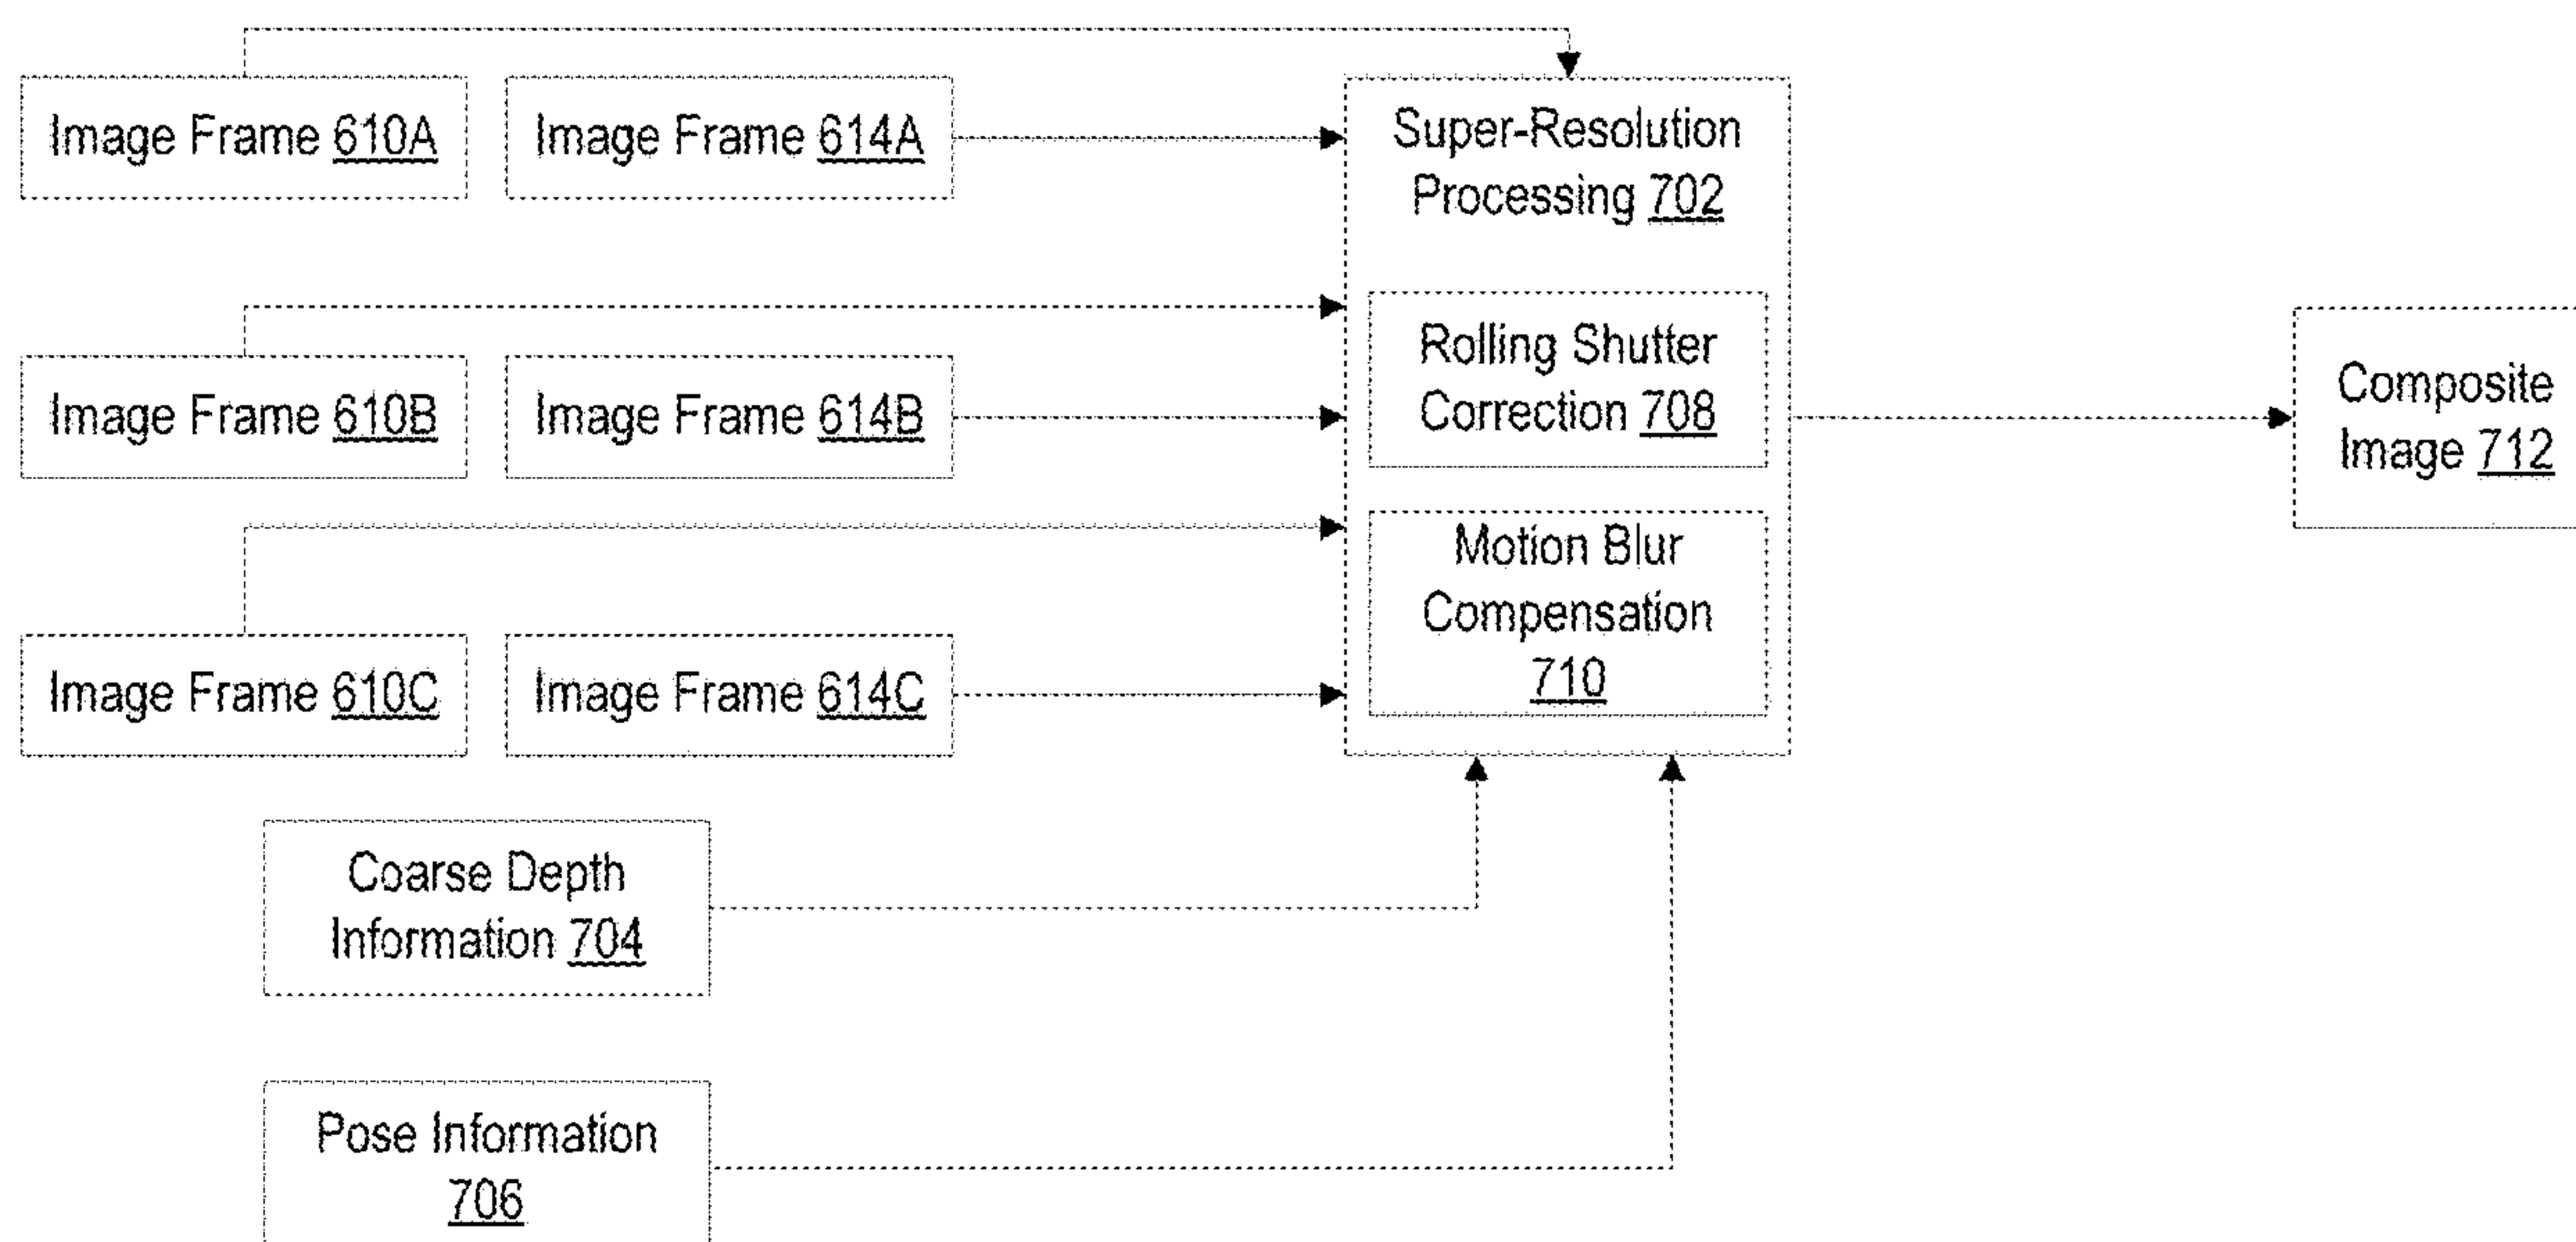 Image Frame 610A
Image Frame 614A
Super-Resolution
Processing 702
Image Frame 610B
Image Frame 614B
Rolling Shutter
Correction 708
Composite
Image 712
Image Frame 610C
Image Frame 614C
Motion Blur
Compensation
710
Coarse Depth
Information 704
Pose Information
706